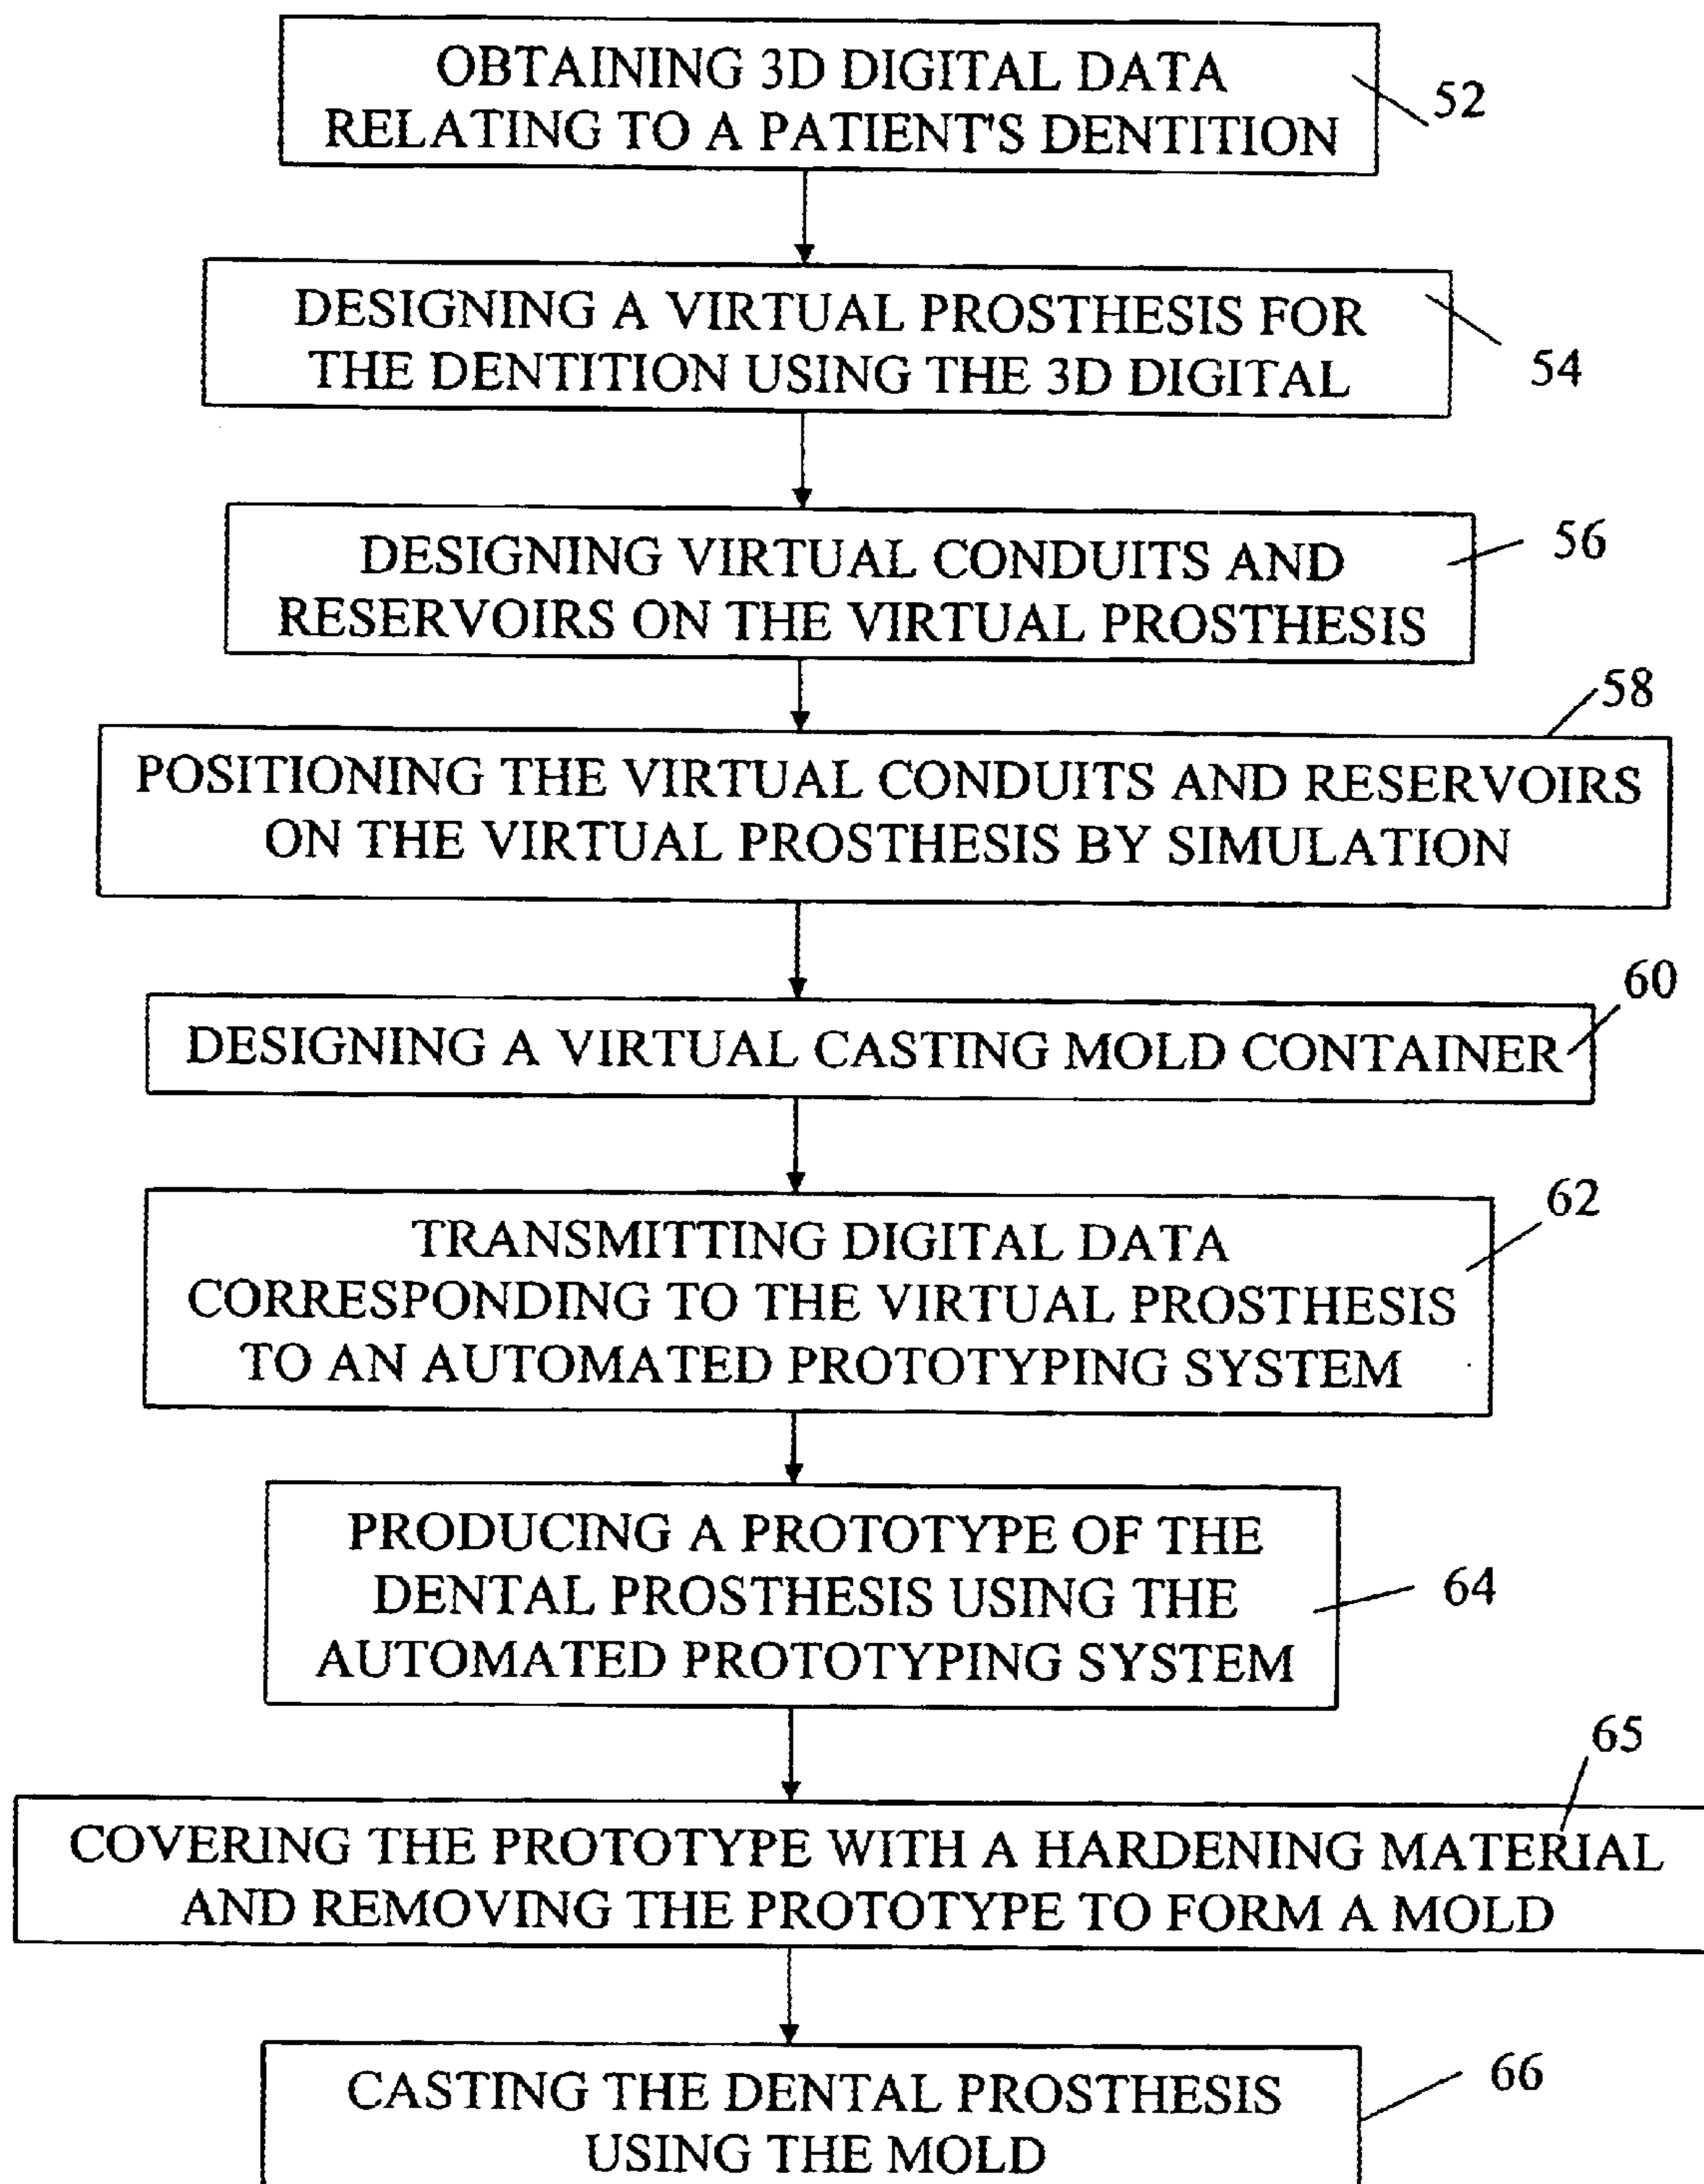 OBTAINING 3D DIGITAL DATA
RELATING TO A PATIENT'S DENTITION
52
DESIGNING A VIRTUAL PROSTHESIS FOR
THE DENTITION USING THE 3D DIGITAL
54
DESIGNING VIRTUAL CONDUITS AND
RESERVOIRS ON THE VIRTUAL PROSTHESIS
56
58
POSITIONING THE VIRTUAL CONDUITS AND RESERVOIRS
ON THE VIRTUAL PROSTHESIS BY SIMULATION
60
DESIGNING A VIRTUAL CASTING MOLD CONTAINER
62
TRANSMITTING DIGITAL DATA
CORRESPONDING TO THE VIRTUAL PROSTHESIS
TO AN AUTOMATED PROTOTYPING SYSTEM
PRODUCING A PROTOTYPE OF THE
DENTAL PROSTHESIS USING THE
AUTOMATED PROTOTYPING SYSTEM
64
65
COVERING THE PROTOTYPE WITH A HARDENING MATERIAL
AND REMOVING THE PROTOTYPE TO FORM A MOLD
CASTING THE DENTAL PROSTHESIS
USING THE MOLD
66